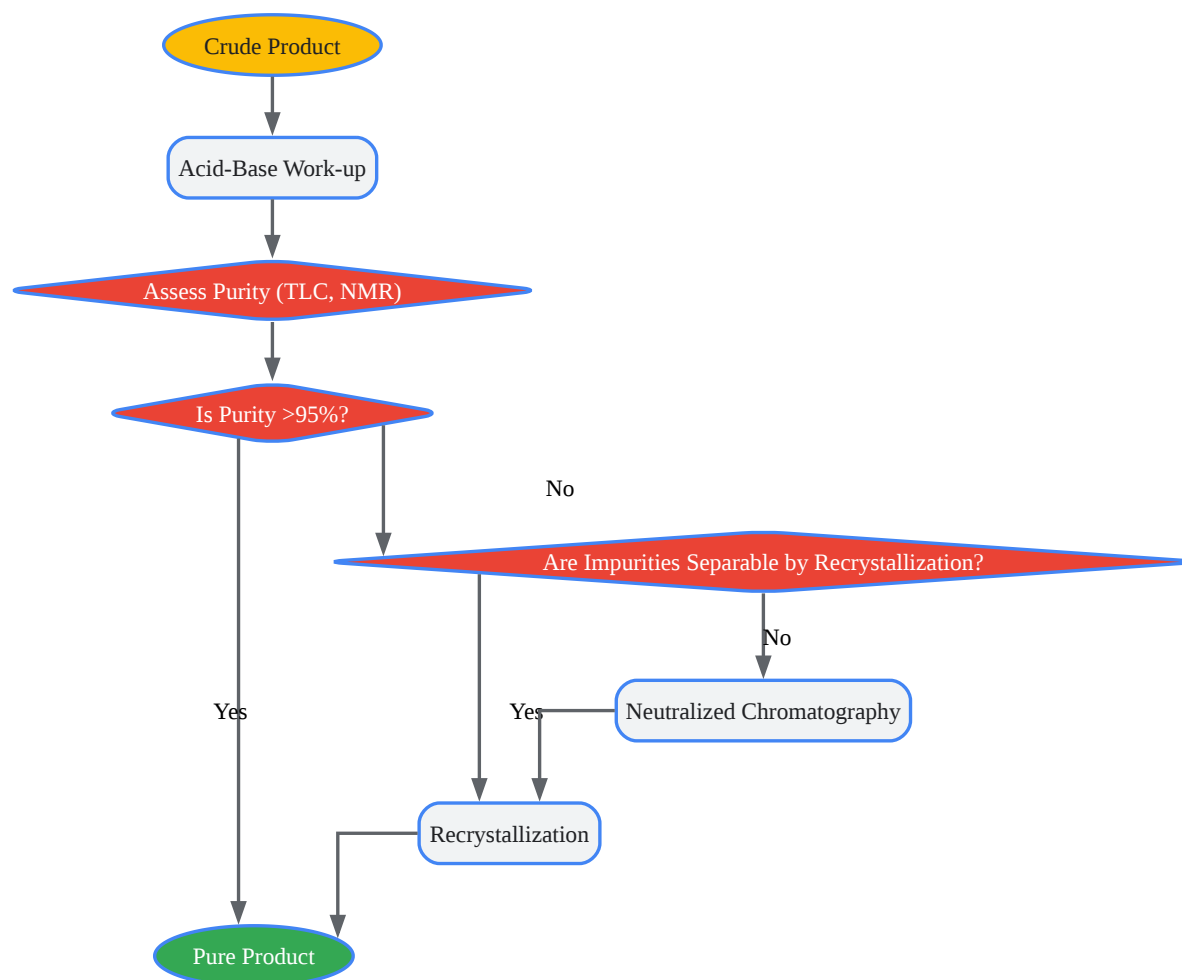 Crude Product
Acid-Base Work-up
Assess Purity (TLC, NMR)
Is Purity >95%?
No
Are Impurities Separable by Recrystallization?
No
Yes
Yes
Neutralized Chromatography
Recrystallization
Pure Product